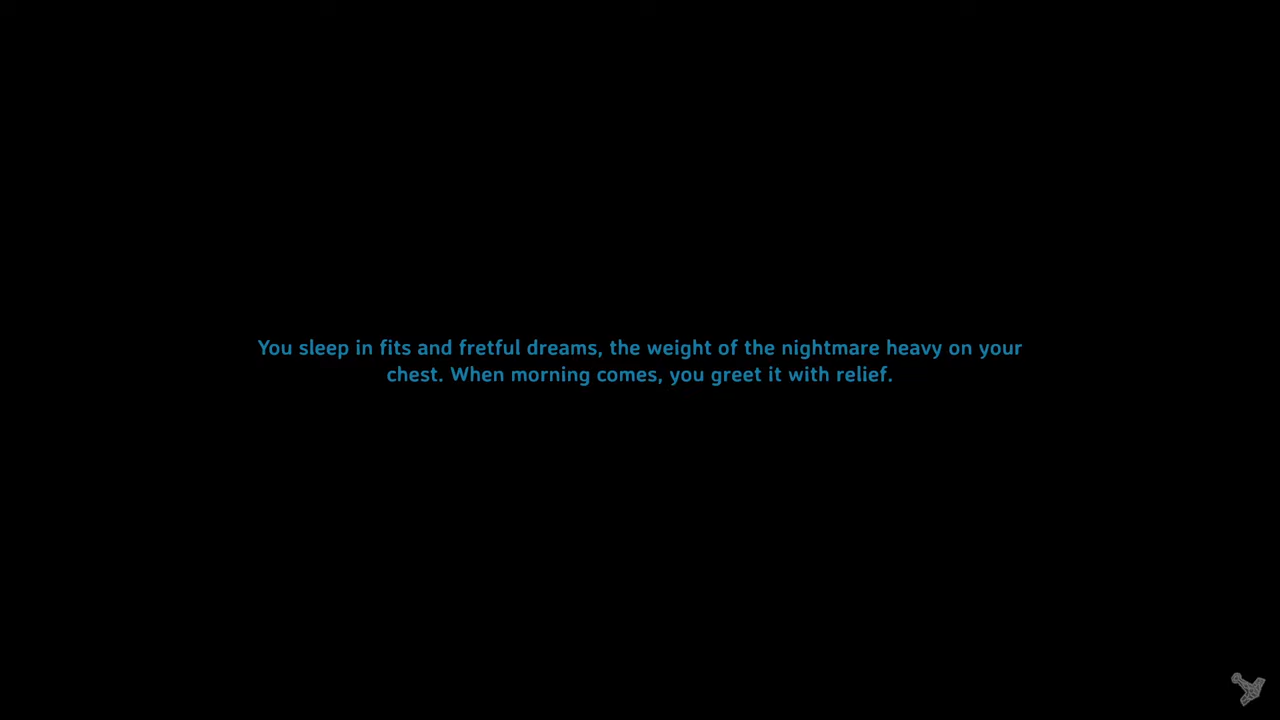 You sleep in fits and fretful dreams, the weight of the nightmare heavy on your
chest. When morning comes, you greet it with relief.